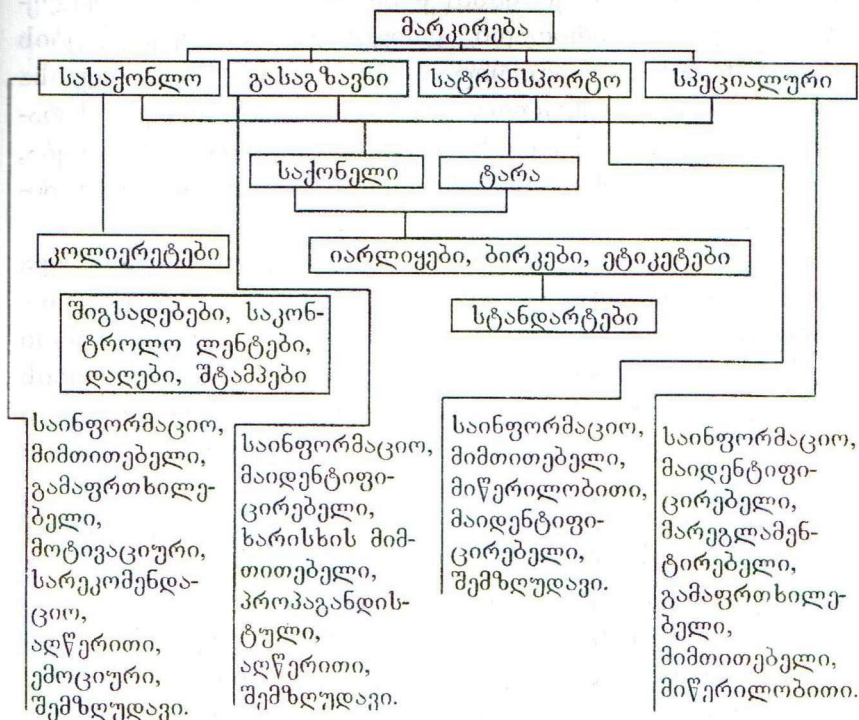 მარკირება
სასაქონლო
გასაგზავნი
სატრანსპორტო
სპეციალური
საქონელი
ტარა
კოლიერეტები
იარლიყები, ბირკები, ეტიკეტები
შიგსადებები, საკონ-
ტროლო ლენტები,
დაღები, შტამპები
სტანდარტები
საინფორმაციო,
მიმთითებელი,
გამაფრთხილე-
ბელი,
მოტივაციური,
სარეკომენდა-
ციო,
აღწერითი,
ემოციური,
შემზღუდავი.
საინფორმაციო,
მაიდენტიფი-
ცირებელი,
ხარისხის მიმ-
თითებელი,
პროპაგანდის-
ტული,
აღწერითი,
შემზღუდავი.
საინფორმაციო,
მიმთითებელი,
მიწერილობითი,
მაიდენტიფი-
ცირებელი,
შემზღუდავი.
საინფორმაციო,
მაიდენტიფი-
ცირებელი,
მარეგლამენ-
ტირებელი,
გამაფრთხილე-
ბელი,
მიმთითებელი,
მიწერილობითი.